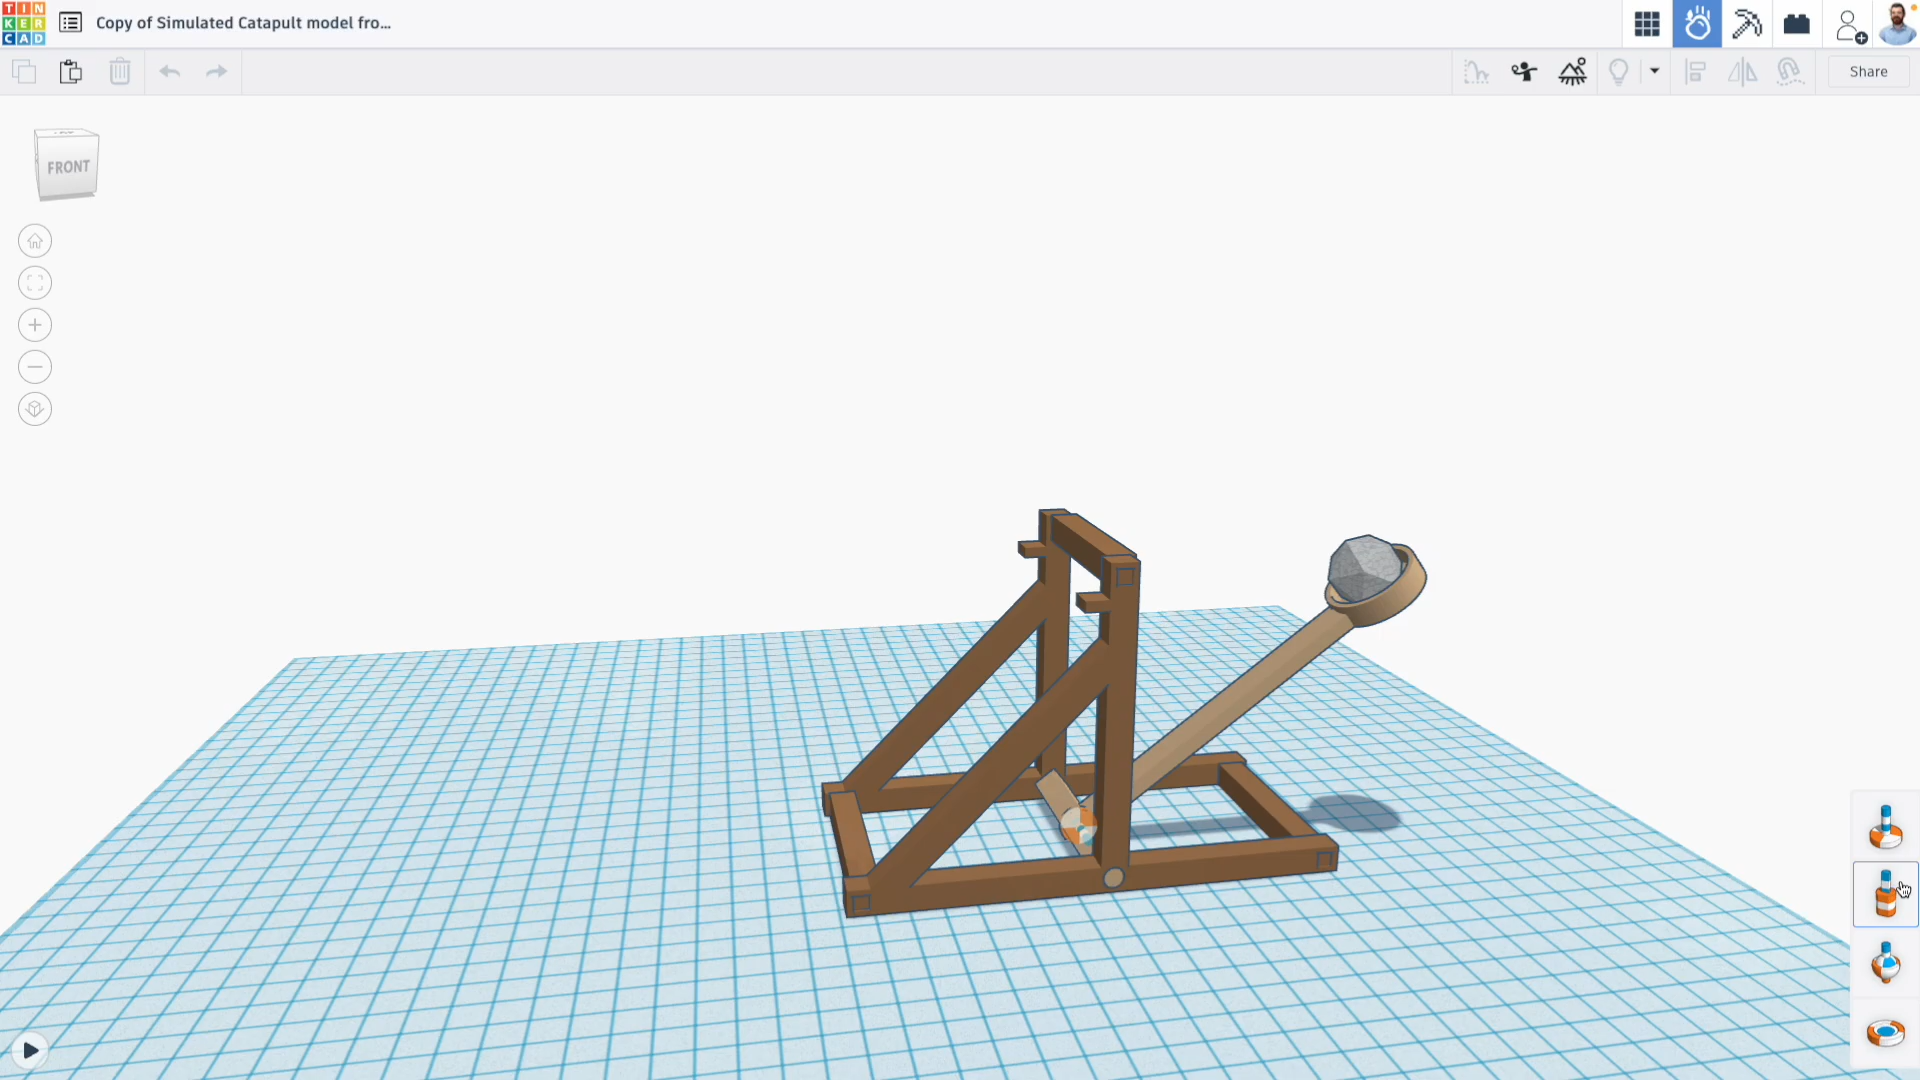 TIN
KER
CAD
Copy of Simulated Catapult model fro...
Share
FRONT